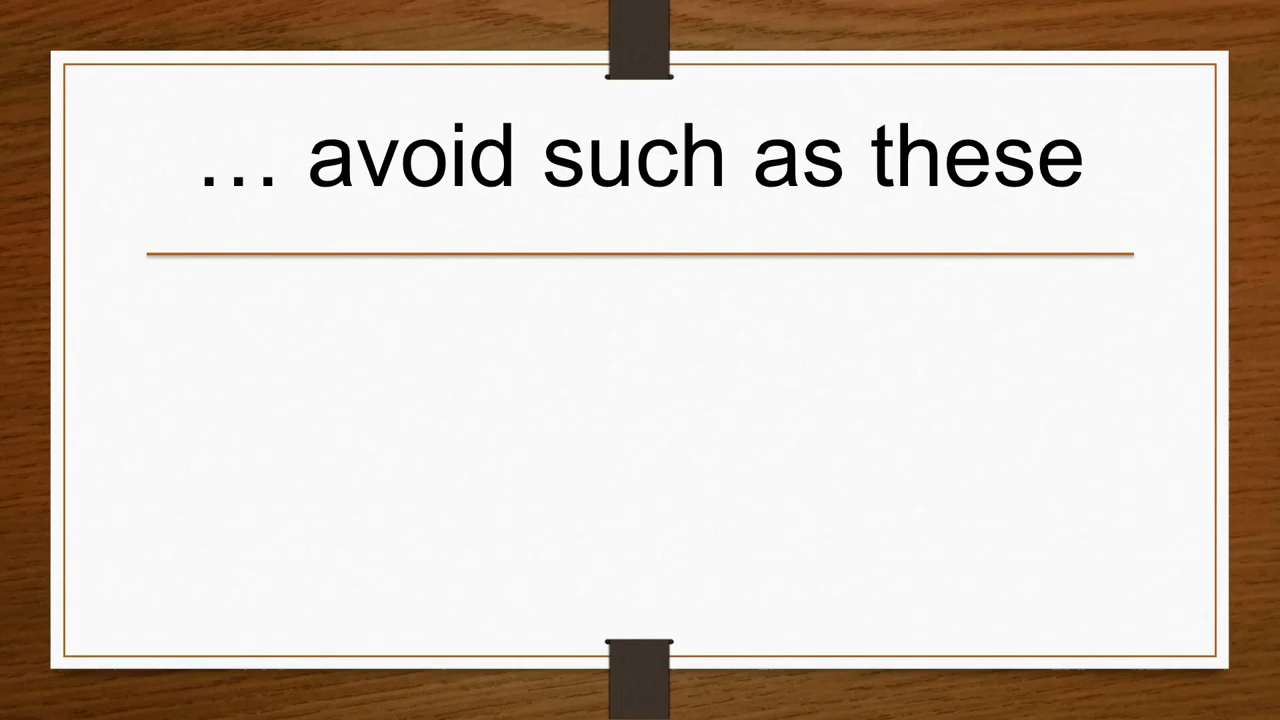 … avoid such as these